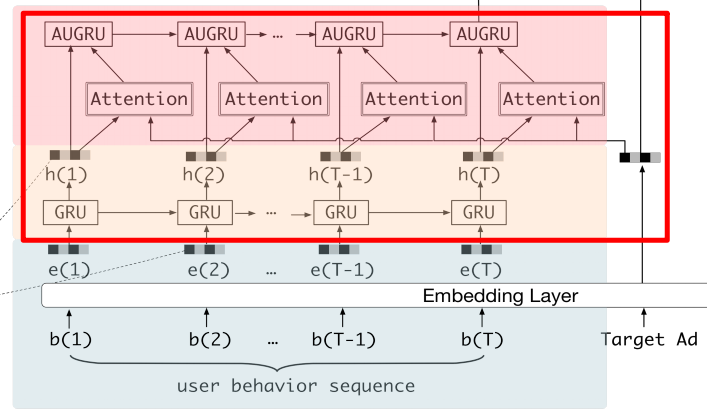 AUGRU AUGRU ... AUGRU AUGRU
Attention Attention Attention Attention
h(1) h(2) h(T-1) h(T)
GRU GRU ... GRU GRU
e(1) e(2) ... e(T-1) e(T)
Embedding Layer
b(1) b(2) ... b(T-1) b(T) Target Ad
user behavior sequence